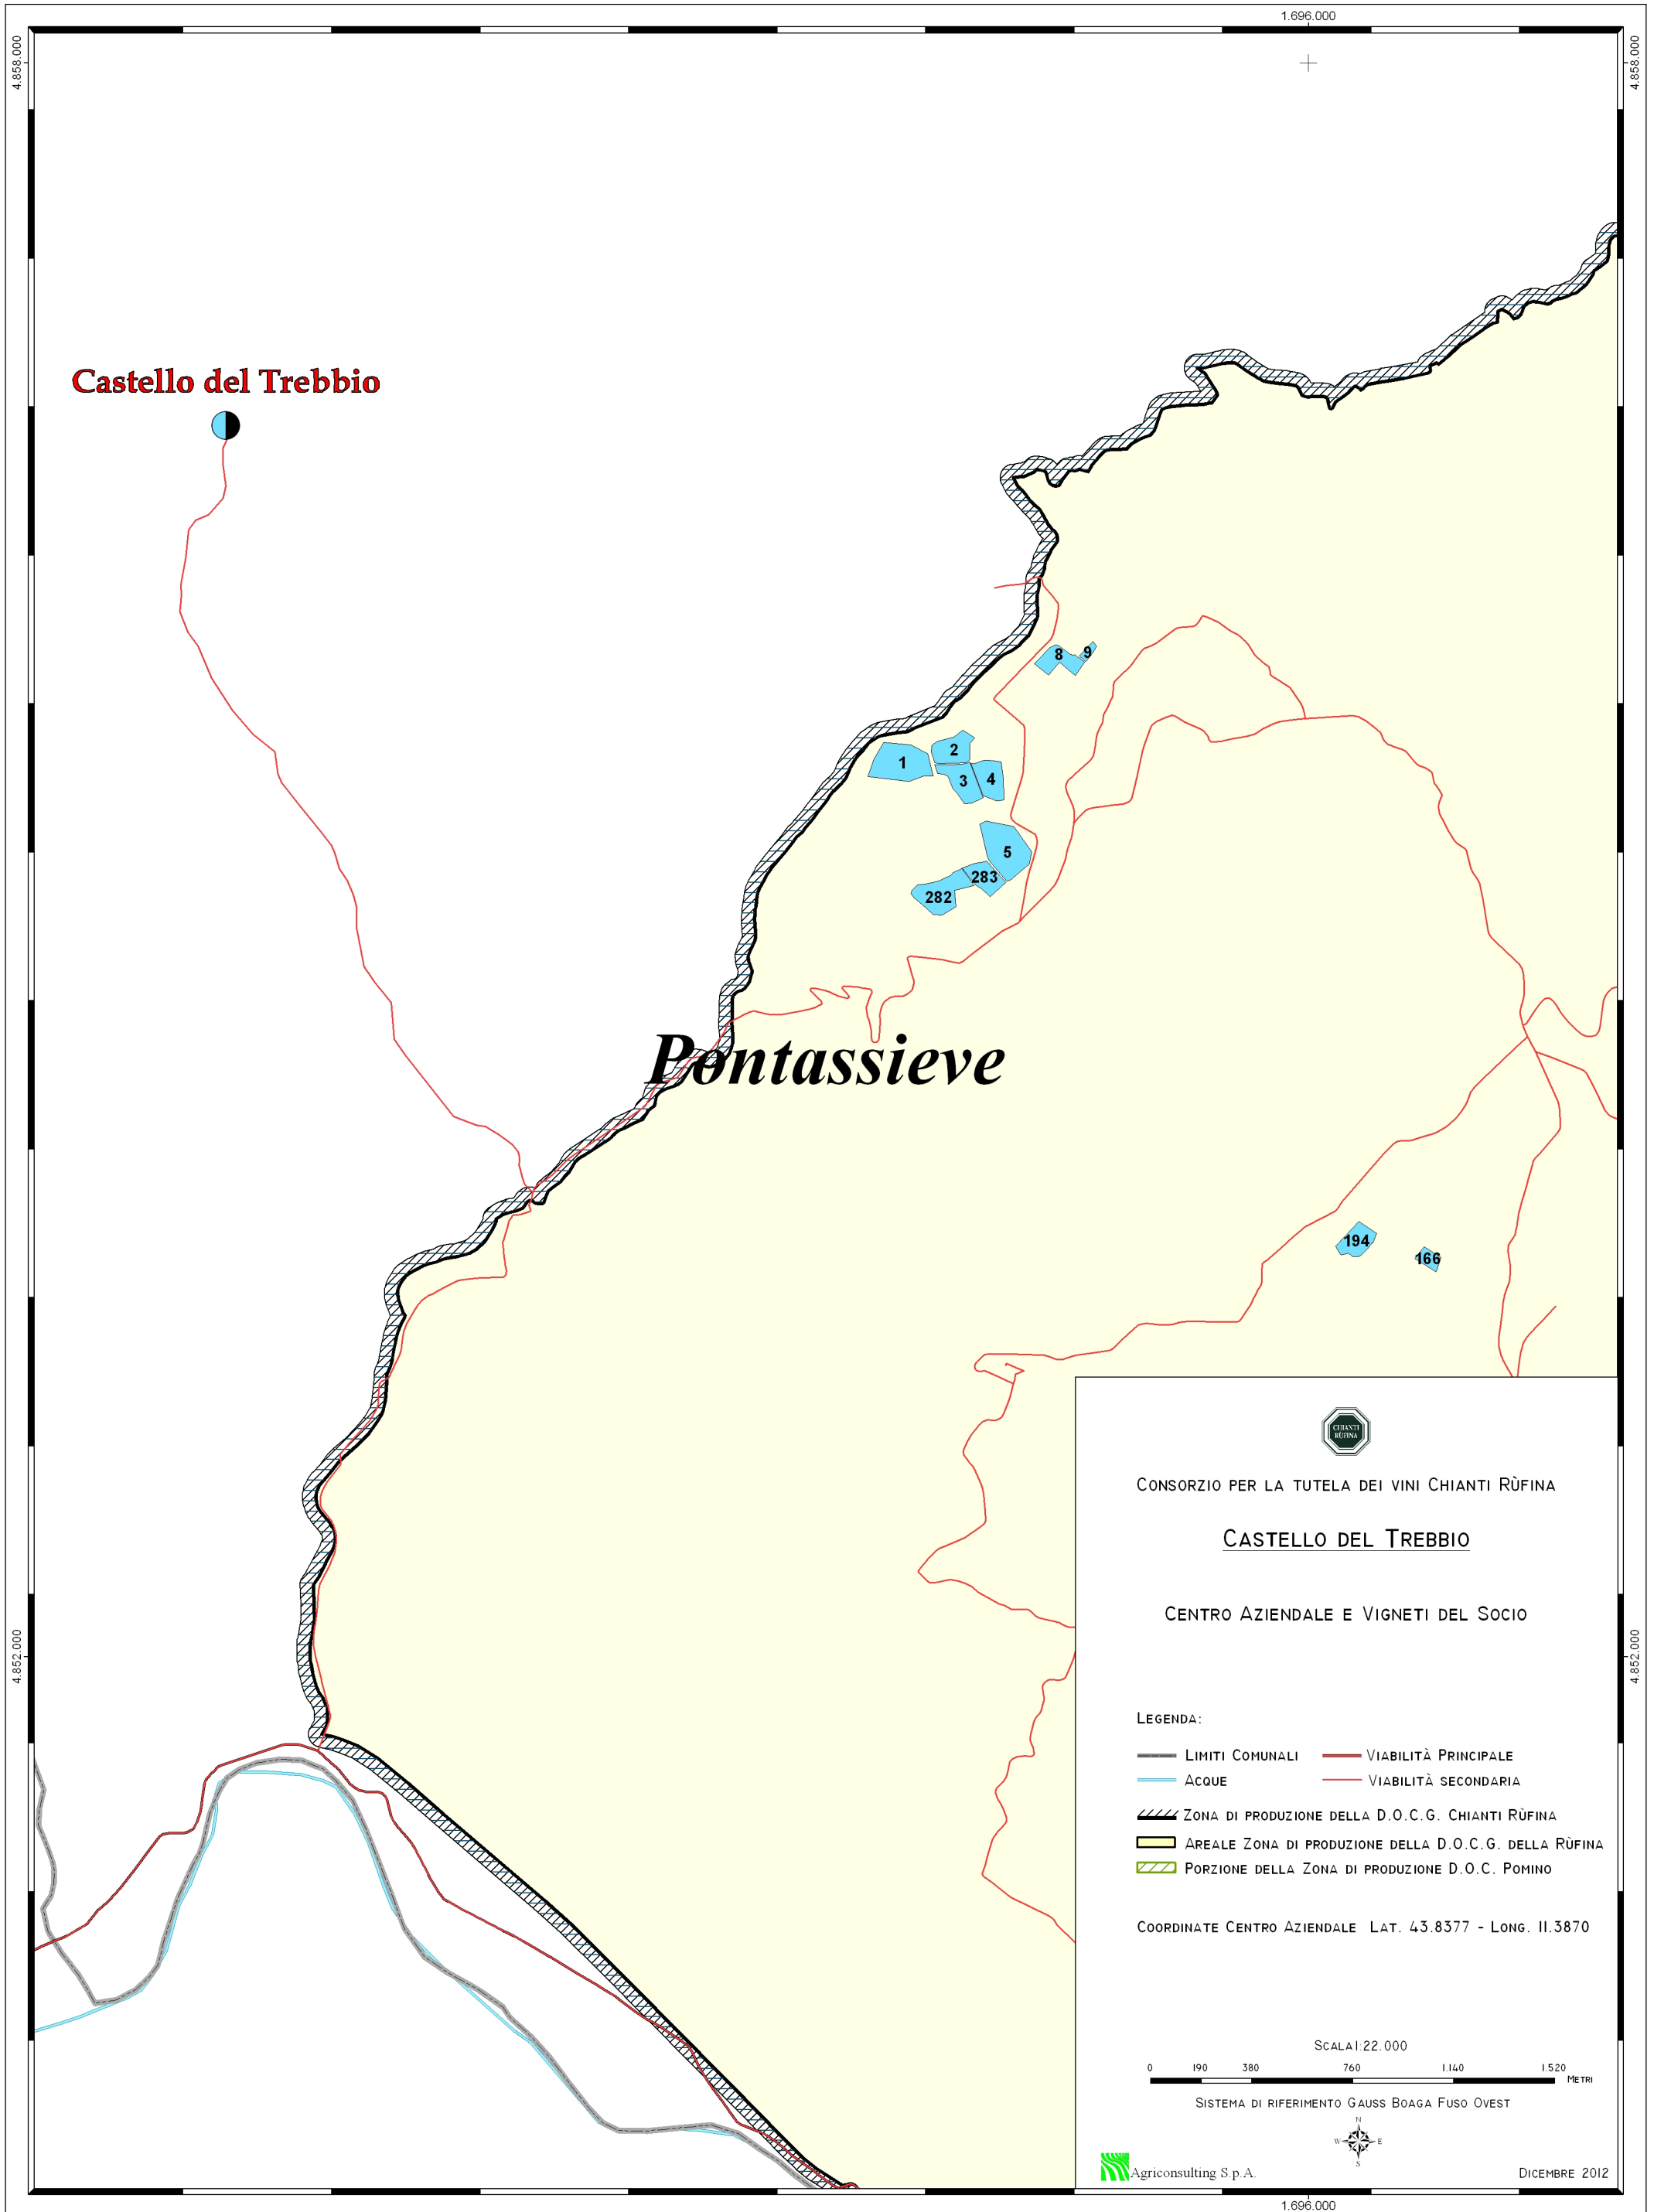 1.696.000
4.858.000
4.858.000
Castello del Trebbio
8
9
1
2
3
4
5
283
282
Pontassieve
194
166
CHIANTI
RÙFINA
Consorzio per la tutela dei vini Chianti Rùfina
Castello del Trebbio
Centro Aziendale e Vigneti del Socio
4.852.000
4.852.000
Legenda:
Limiti Comunali
Viabilità Principale
Acque
Viabilità secondaria
Zona di produzione della D.O.C.G. Chianti Rùfina
Areale Zona di produzione della D.O.C.G. della Rùfina
Porzione della Zona di produzione D.O.C. Pomino
Coordinate Centro Aziendale Lat. 43.8377 - Long. 11.3870
Scala1:22.000
0 190 380 760 1.140 1.520
Metri
Sistema di riferimento Gauss Boaga Fuso Ovest
N
W E
S
Agriconsulting S.p.A.
Dicembre 2012
1.696.000